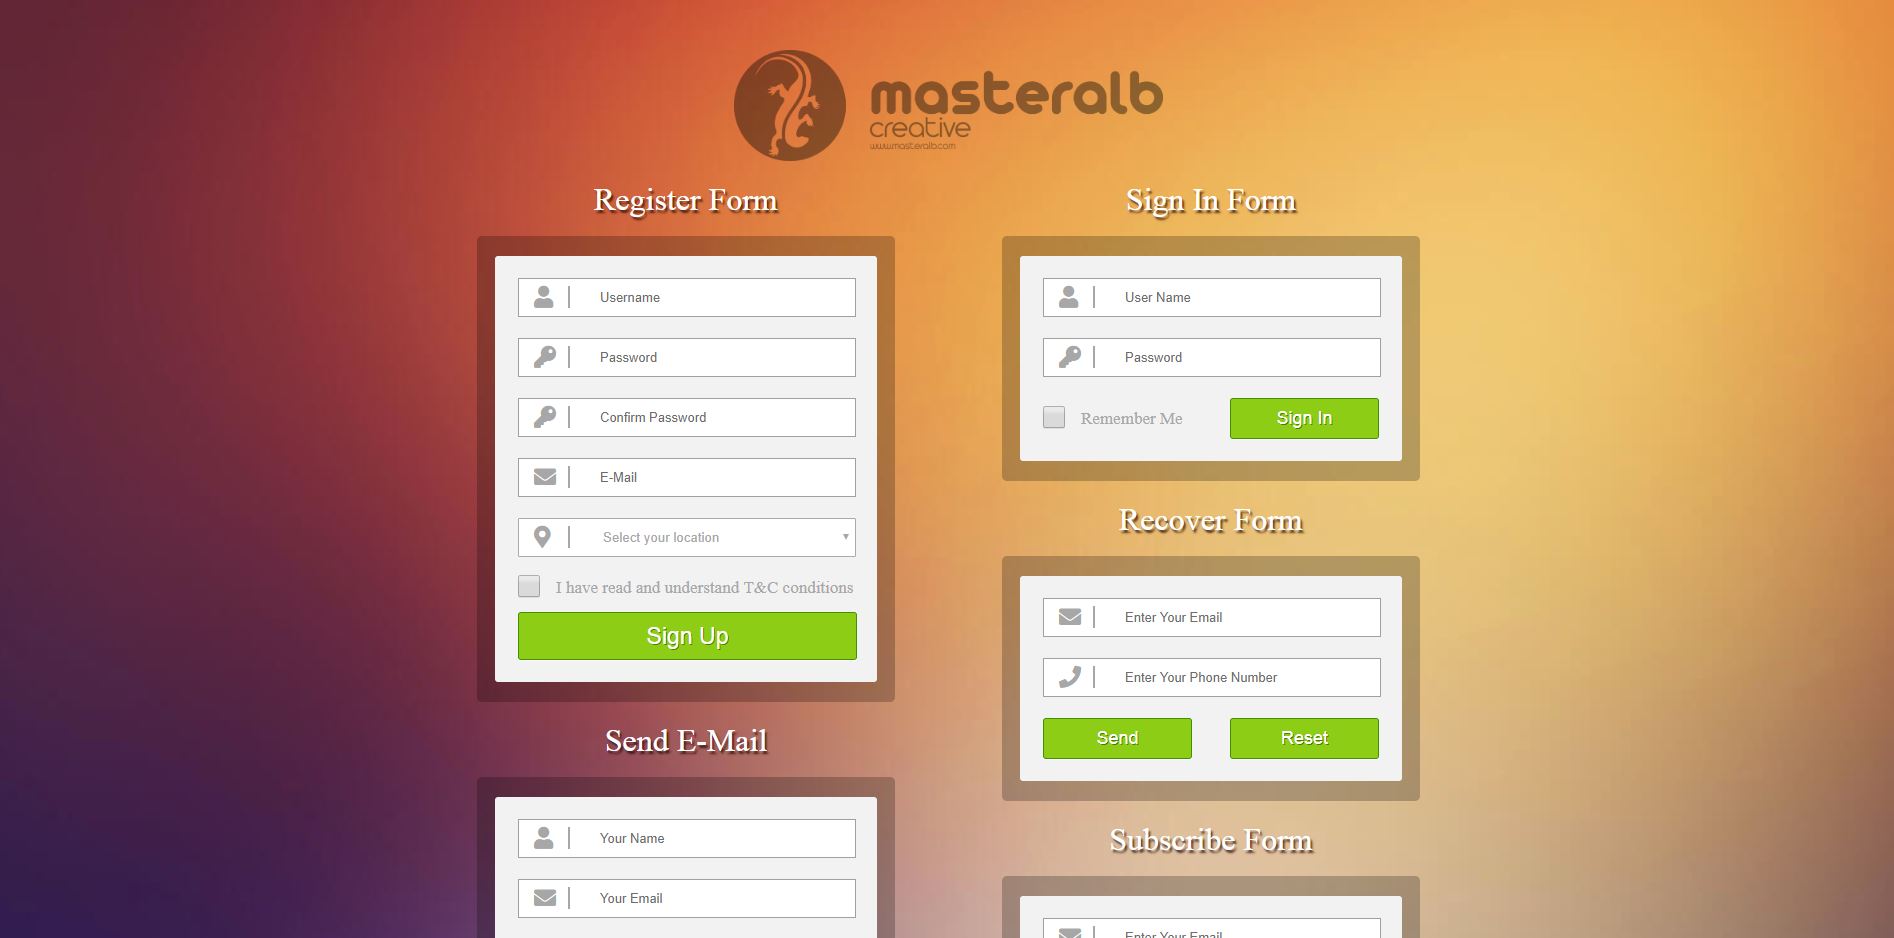 masteralb
creative
www.masteralb.com
Register Form
Username
Password
Confirm Password
E-Mail
Select your location
I have read and understand T&C conditions
Sign Up
Send E-Mail
Your Name
Your Email
Sign In Form
User Name
Password
Remember Me
Sign In
Recover Form
Enter Your Email
Enter Your Phone Number
Send
Reset
Subscribe Form
Enter Your Email